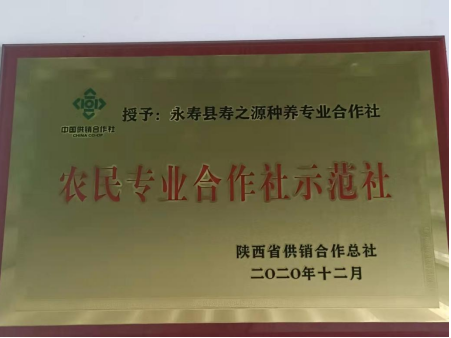 授予：永寿县寿之源种养专业合作社
中国供销合作社
CHINA CO-OP
农民专业合作社示范社
陕西省供销合作总社
二〇二〇年十二月